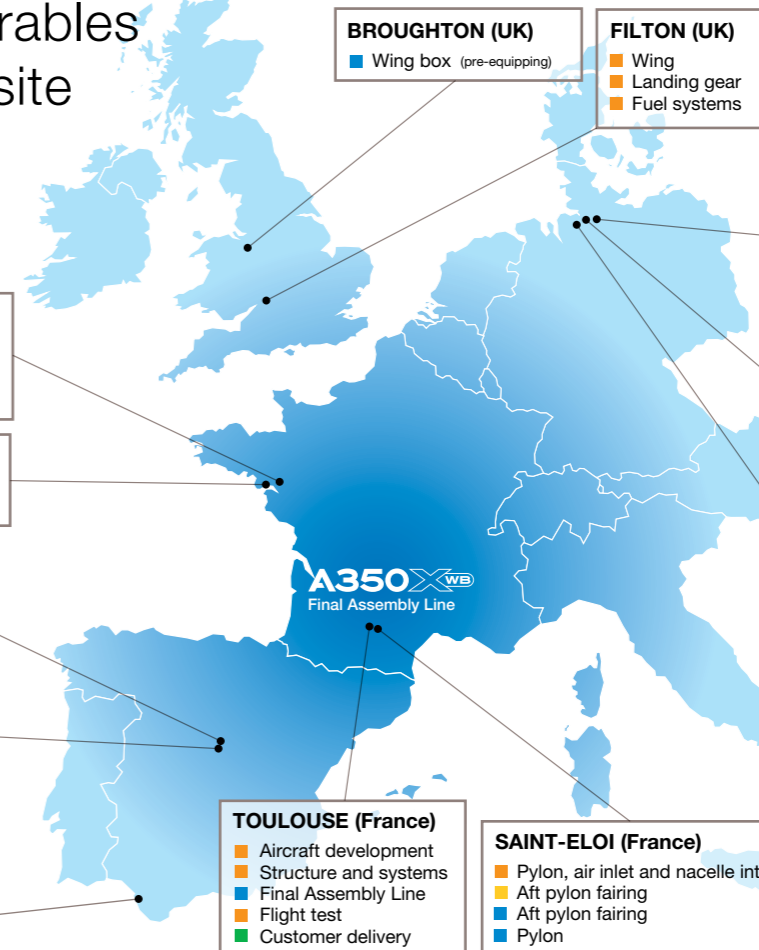 rables
site
BROUGHTON (UK)
Wing box (pre-equipping)
FILTON (UK)
Wing
Landing gear
Fuel systems
A350 XWB
Final Assembly Line
TOULOUSE (France)
Aircraft development
Structure and systems
Final Assembly Line
Flight test
Customer delivery
SAINT-ELOI (France)
Pylon, air inlet and nacelle int
Aft pylon fairing
Aft pylon fairing
Pylon